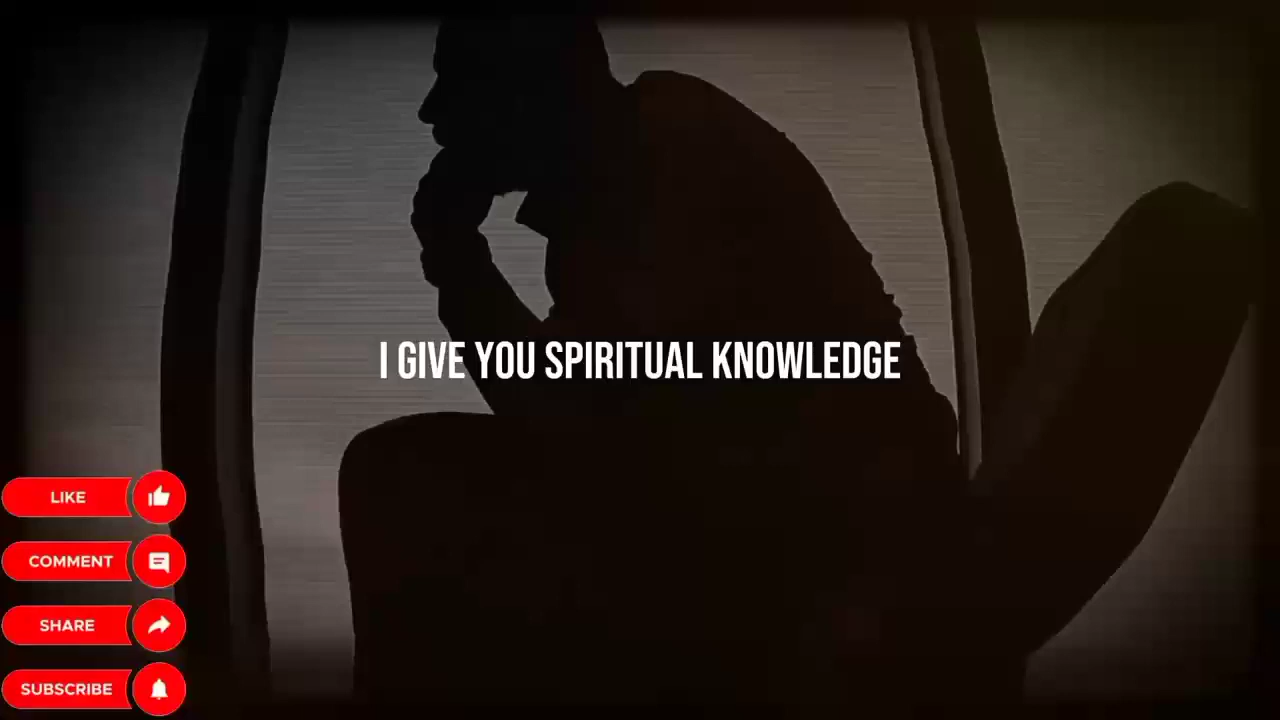 I GIVE YOU SPIRITUAL KNOWLEDGE
LIKE
COMMENT
SHARE
SUBSCRIBE